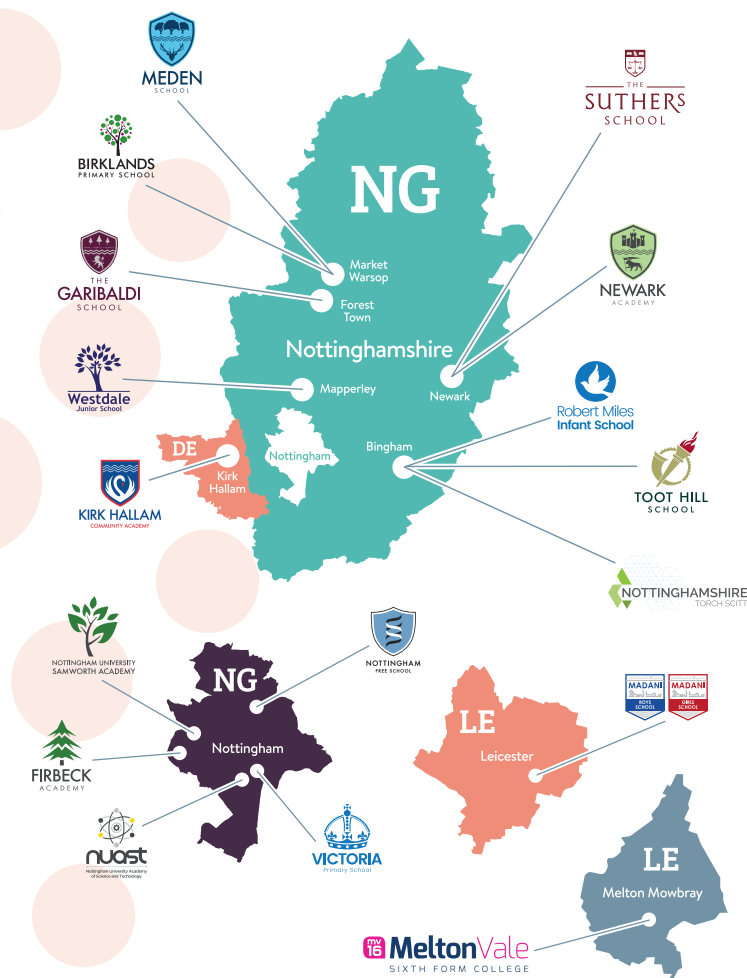 MEDEN
SCHOOL
THE
SUTHERS
SCHOOL
BIRKLANDS
PRIMARY SCHOOL
NG
THE
GARIBALDI
SCHOOL
NEWARK
ACADEMY
Market
Warsop
Forest
Town
Nottinghamshire
Westdale
Junior School
Mapperley
Newark
Robert Miles
Infant School
DE
Kirk
Hallam
Nottingham
Bingham
KIRK HALLAM
COMMUNITY ACADEMY
TOOT HILL
SCHOOL
NOTTINGHAMSHIRE
TORCH SCITT
NOTTINGHAM UNIVERSITY
SAMWORTH ACADEMY
NOTTINGHAM
FREE SCHOOL
NG
Nottingham
MADANI
BOYS
SCHOOL
MADANI
GIRLS
SCHOOL
LE
Leicester
FIRBECK
ACADEMY
nuast
Nottingham University Academy
of Science and Technology
VICTORIA
Primary School
LE
Melton Mowbray
mv
16
MeltonVale
SIXTH FORM COLLEGE